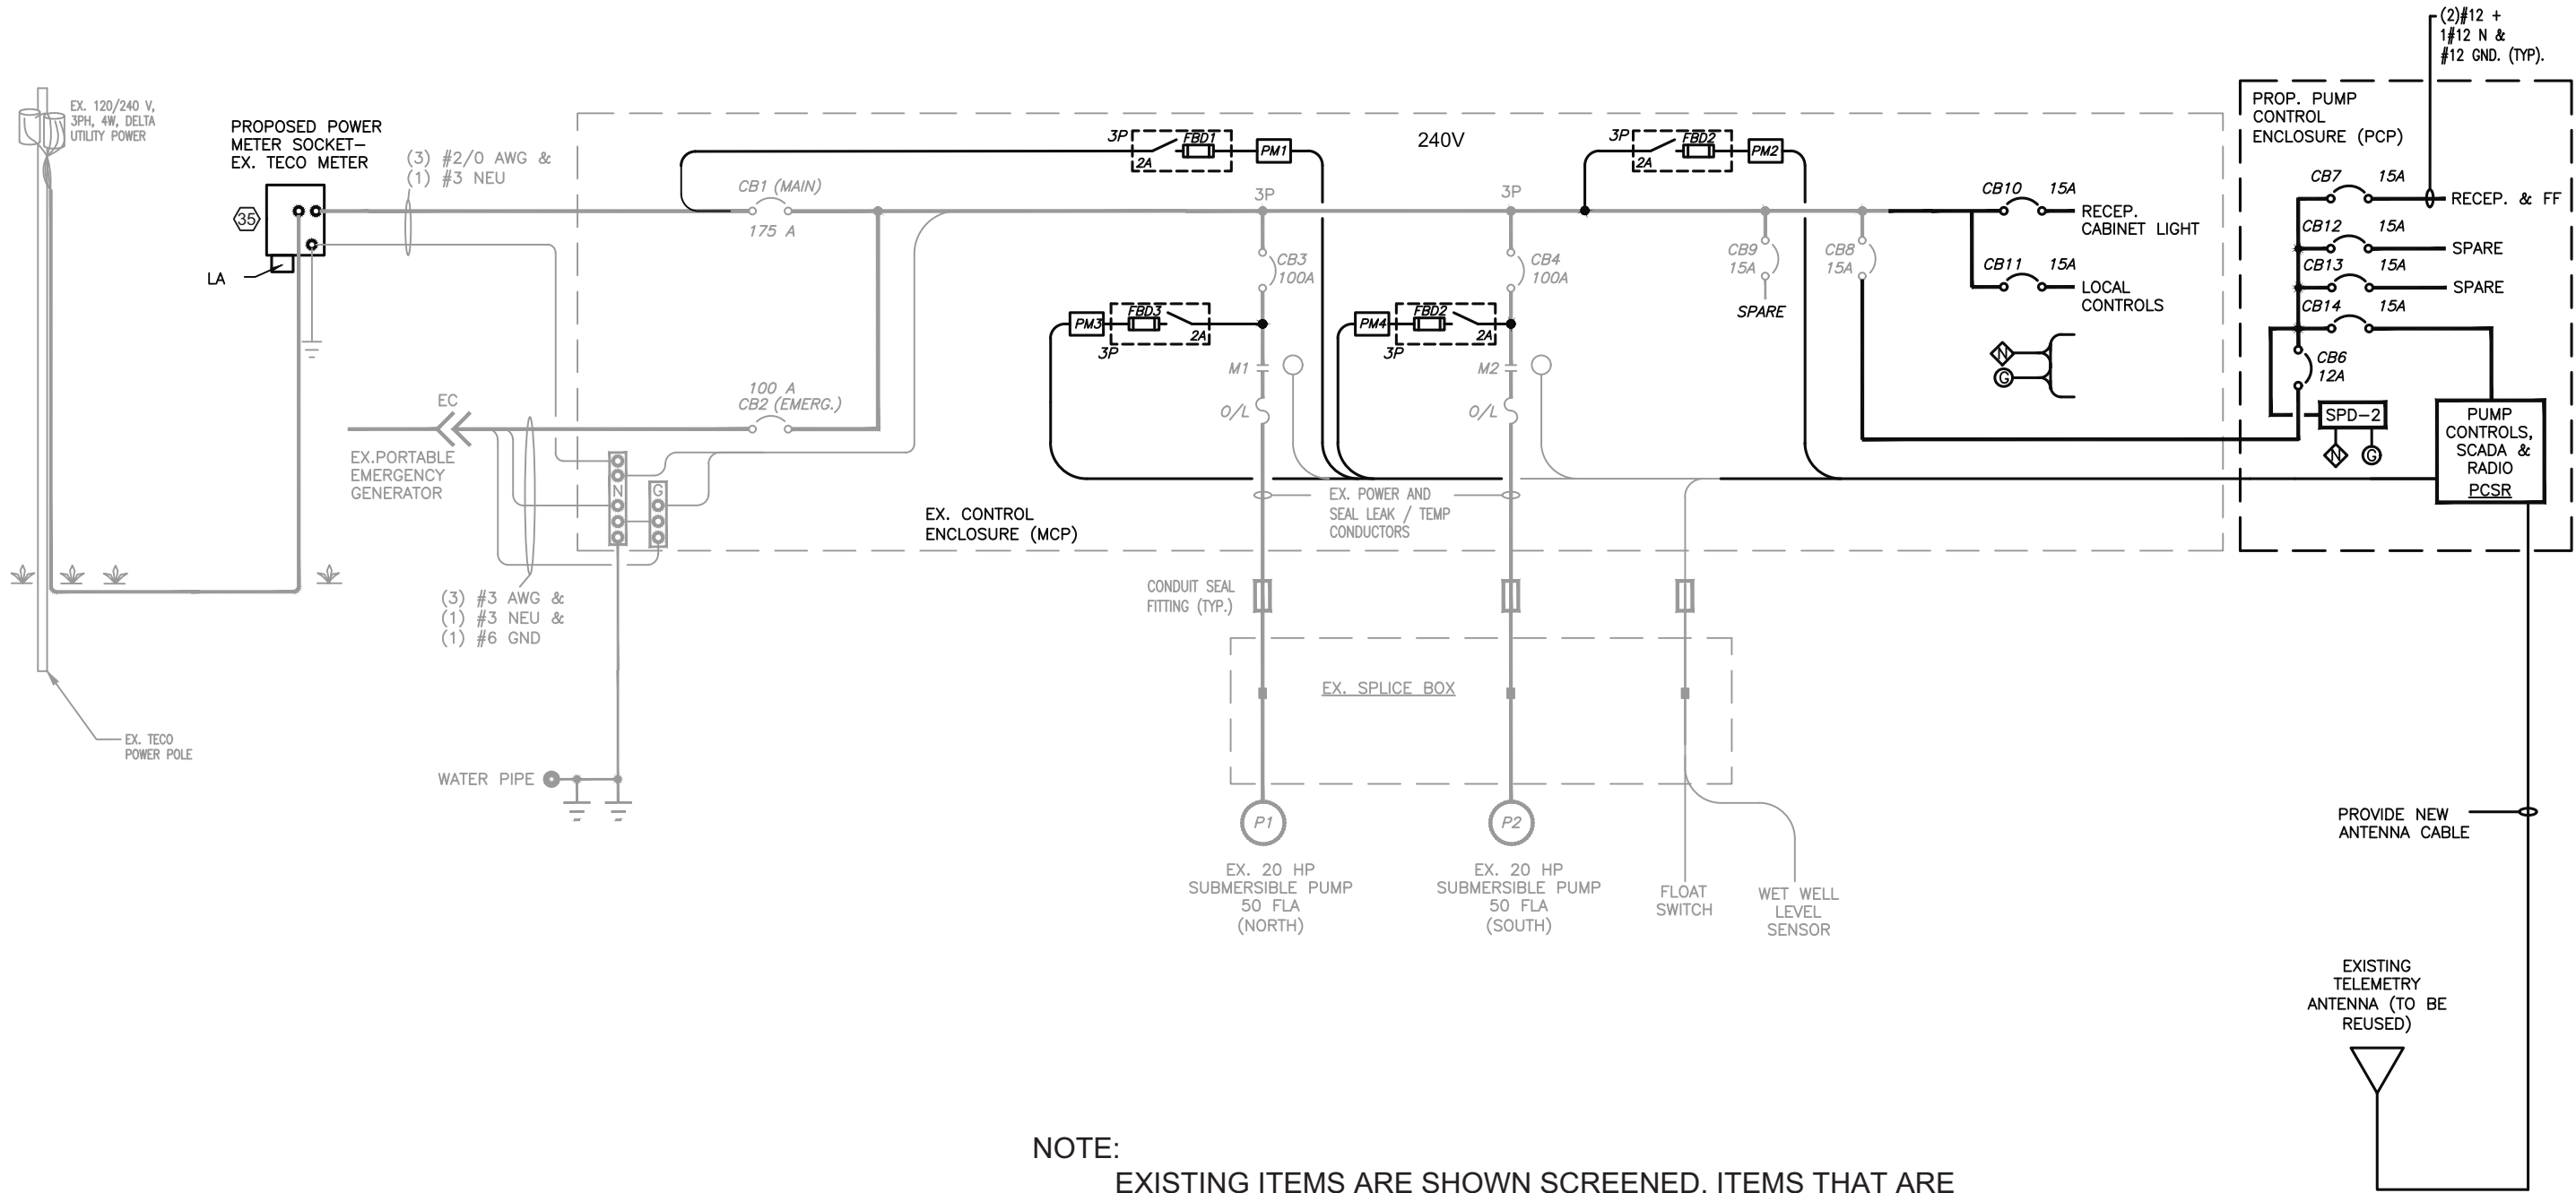 (2)#12 +
1#12 N &
#12 GND. (TYP).
EX. 120/240 V,
3PH, 4W, DELTA
UTILITY POWER
PROPOSED POWER
METER SOCKET-
EX. TECO METER
35
LA
(3) #2/0 AWG &
(1) #3 NEU
CB1 (MAIN)
175 A
3P
FBD1
2A
PM1
240V
3P
FBD2
2A
PM2
3P
3P
CB3
100A
CB4
100A
CB9
15A
SPARE
CB8
15A
CB10 15A
RECEP.
CABINET LIGHT
CB11 15A
LOCAL
CONTROLS
N
G
PROP. PUMP
CONTROL
ENCLOSURE (PCP)
CB7 15A
RECEP. & FF
CB12 15A
SPARE
CB13 15A
SPARE
CB14 15A
CB6
12A
SPD-2
N
G
PUMP
CONTROLS,
SCADA &
RADIO
PCSR
PM3
FBD3
2A
3P
PM4
FBD2
2A
3P
M1
O/L
M2
O/L
EC
100 A
CB2 (EMERG.)
EX.PORTABLE
EMERGENCY
GENERATOR
N
G
EX. CONTROL
ENCLOSURE (MCP)
EX. POWER AND
SEAL LEAK / TEMP
CONDUCTORS
(3) #3 AWG &
(1) #3 NEU &
(1) #6 GND
CONDUIT SEAL
FITTING (TYP.)
EX. SPLICE BOX
EX. TECO
POWER POLE
WATER PIPE
P1
P2
EX. 20 HP
SUBMERSIBLE PUMP
50 FLA
(NORTH)
EX. 20 HP
SUBMERSIBLE PUMP
50 FLA
(SOUTH)
FLOAT
SWITCH
WET WELL
LEVEL
SENSOR
PROVIDE NEW
ANTENNA CABLE
EXISTING
TELEMETRY
ANTENNA (TO BE
REUSED)
NOTE:
EXISTING ITEMS ARE SHOWN SCREENED. ITEMS THAT ARE